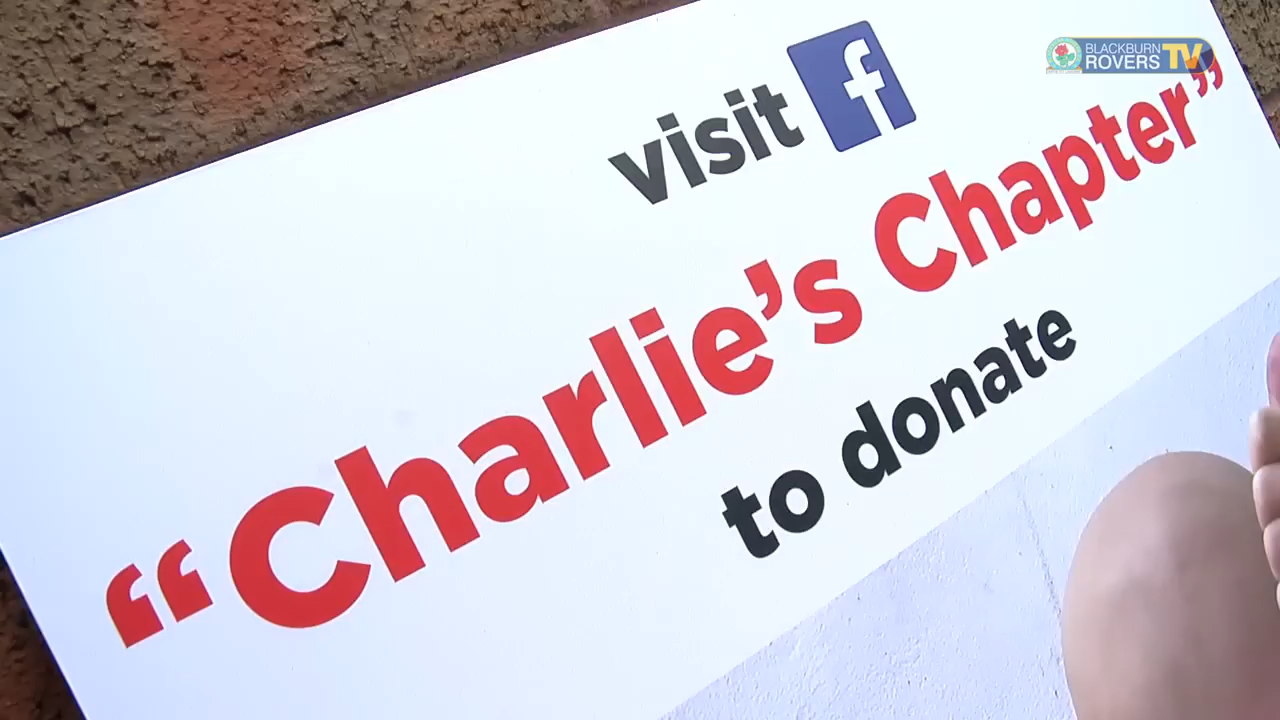 BLACKBURN
ROVERS TV
visit f
“Charlie’s Chapter”
to donate